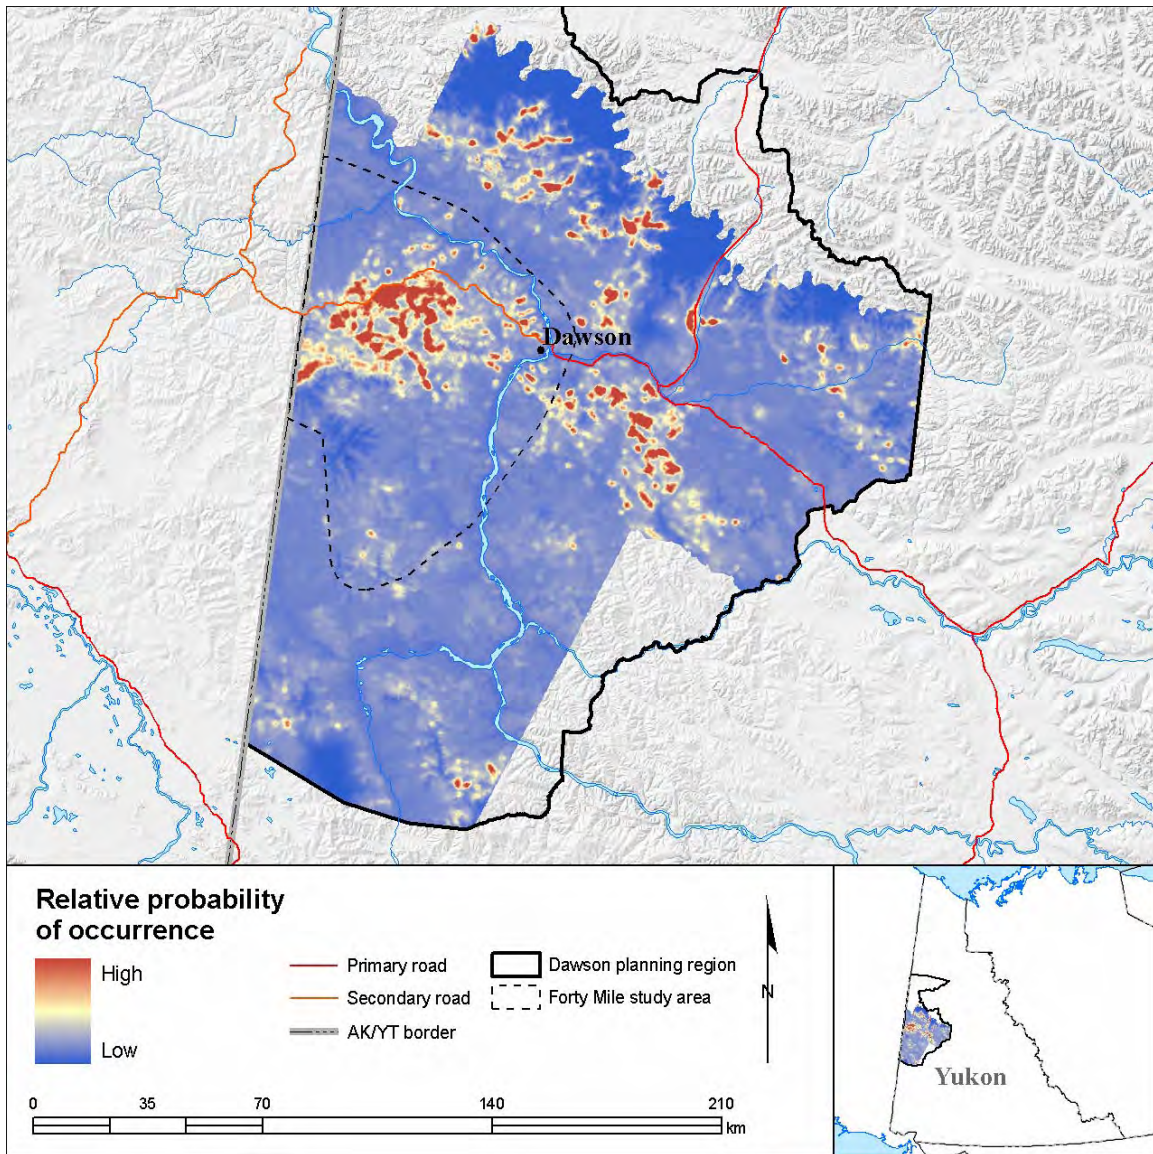 Dawson
Relative probability
of occurrence
High
Low
Primary road
Secondary road
AK/YT border
Dawson planning region
Forty Mile study area
N
0 35 70 140 210
km
Yukon